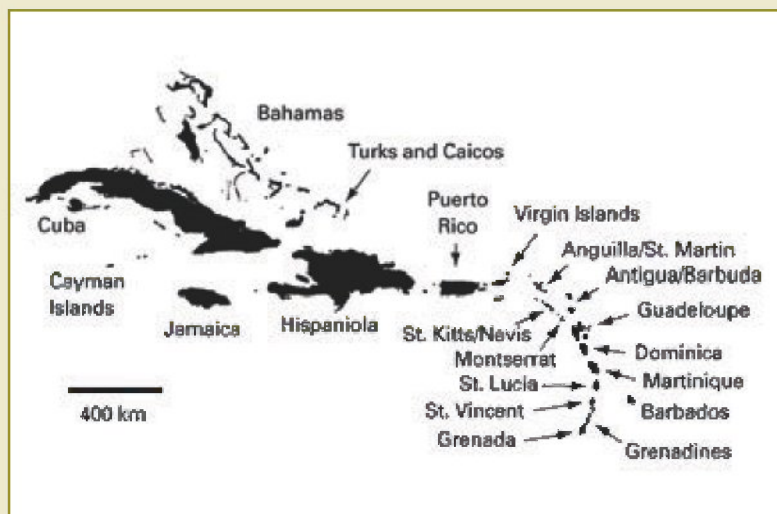 Bahamas
Turks and Caicos
Puerto
Rico
Virgin Islands
Cuba
Anguilla/St. Martin
Antigua/Barbuda
Cayman
Islands
Guadeloupe
Jamaica
Hispaniola
St. Kitts/Nevis
Montserrat
Dominica
St. Lucia
Martinique
400 km
St. Vincent
Barbados
Grenada
Grenadines